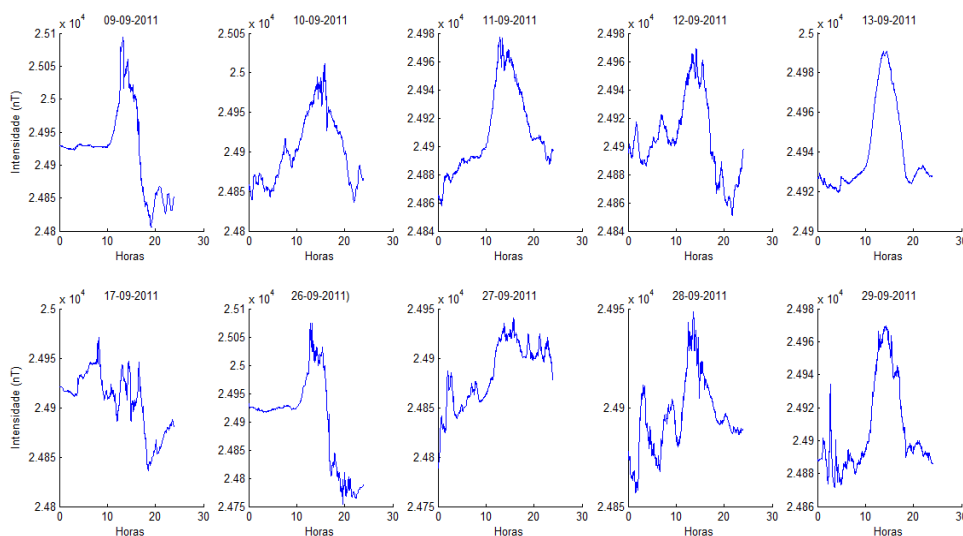 09-09-2011
10-09-2011
11-09-2011
12-09-2011
13-09-2011
x 10^4
x 10^4
x 10^4
x 10^4
x 10^4
Intensidade (nT)
2.51
2.505
2.5
2.495
2.49
2.485
2.48
0 10 20 30
Horas
2.505
2.5
2.495
2.49
2.485
2.48
0 10 20 30
Horas
2.498
2.496
2.494
2.492
2.49
2.488
2.486
2.484
0 10 20 30
Horas
2.498
2.496
2.494
2.492
2.49
2.488
2.486
2.484
0 10 20 30
Horas
2.5
2.498
2.496
2.494
2.492
2.49
0 10 20 30
Horas
17-09-2011
26-09-2011)
27-09-2011
28-09-2011
29-09-2011
x 10^4
x 10^4
x 10^4
x 10^4
x 10^4
Intensidade (nT)
2.5
2.495
2.49
2.485
2.48
0 10 20 30
Horas
2.51
2.505
2.5
2.495
2.49
2.485
2.48
2.475
0 10 20 30
Horas
2.495
2.49
2.485
2.48
2.475
0 10 20 30
Horas
2.495
2.49
2.485
0 10 20 30
Horas
2.498
2.496
2.494
2.492
2.49
2.488
2.486
0 10 20 30
Horas